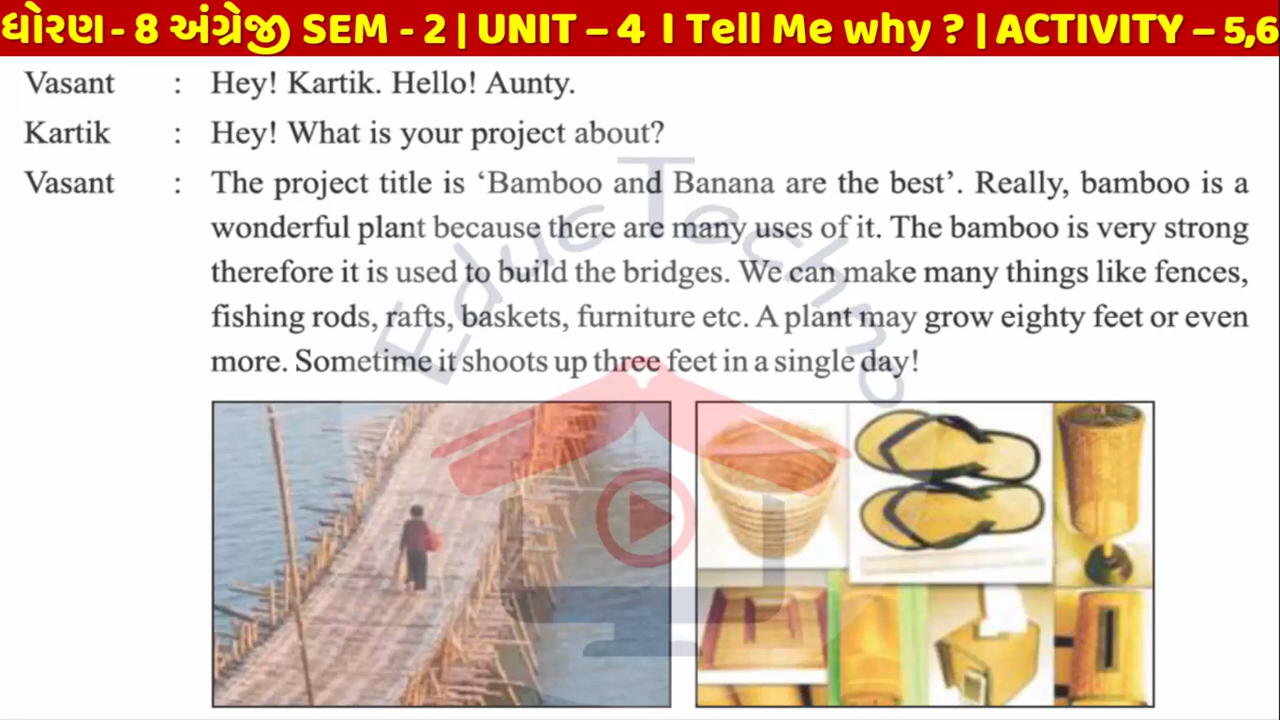 ધોરણ - 8 અંગ્રેજી SEM - 2 | UNIT – 4 | Tell Me why ? | ACTIVITY – 5,6
Vasant : Hey! Kartik. Hello! Aunty.
Kartik : Hey! What is your project about?
Vasant : The project title is ‘Bamboo and Banana are the best’. Really, bamboo is a
wonderful plant because there are many uses of it. The bamboo is very strong
therefore it is used to build the bridges. We can make many things like fences,
fishing rods, rafts, baskets, furniture etc. A plant may grow eighty feet or even
more. Sometime it shoots up three feet in a single day!
Educ Techno